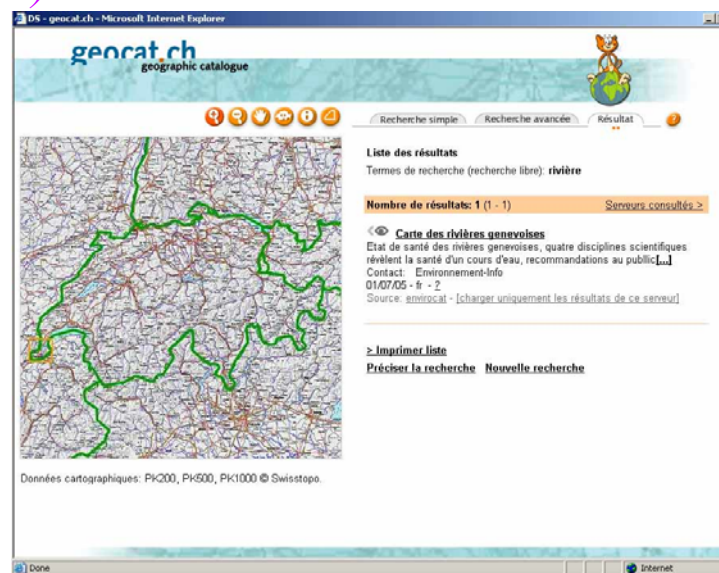 DS - geocat.ch - Microsoft Internet Explorer
geocat.ch
geographic catalogue
Recherche simple Recherche avancée Résultat
Liste des résultats
Termes de recherche (recherche libre): rivière
Nombre de résultats: 1 (1 - 1) Serveurs consultés >
Carte des rivières genevoises
Etat de santé des rivières genevoises, quatre disciplines scientifiques
révèlent la santé d'un cours d'eau, recommandations au publlic[...]
Contact: Environnement-Info
01/07/05 - fr - ?
Source: envirocat - [charger uniquement les résultats de ce serveur]
> Imprimer liste
Préciser la recherche Nouvelle recherche
Données cartographiques: PK200, PK500, PK1000 © Swisstopo.
Done Internet